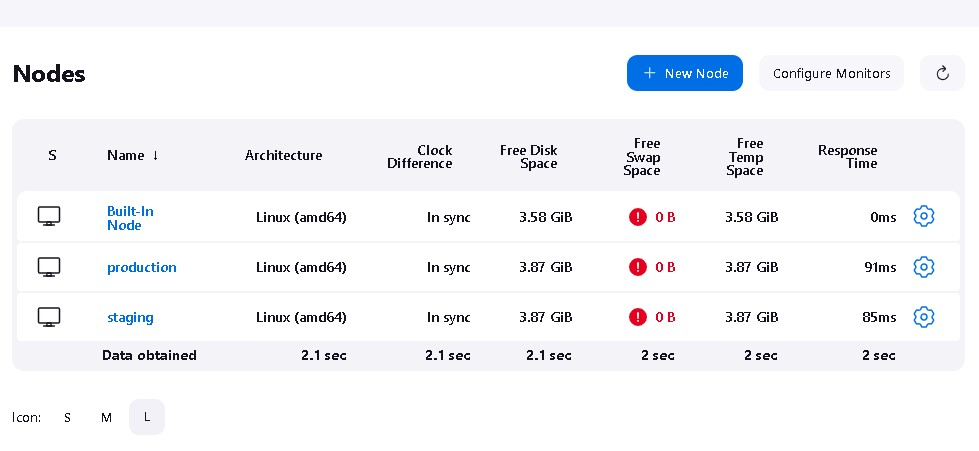 Nodes
+ New Node
Configure Monitors
S Name ↓ Architecture Clock Difference Free Disk Space Free Swap Space Free Temp Space Response Time
Built-In Node Linux (amd64) In sync 3.58 GiB ! 0 B 3.58 GiB 0ms
production Linux (amd64) In sync 3.87 GiB ! 0 B 3.87 GiB 91ms
staging Linux (amd64) In sync 3.87 GiB ! 0 B 3.87 GiB 85ms
Data obtained 2.1 sec 2.1 sec 2.1 sec 2 sec 2 sec 2 sec
Icon: S M L